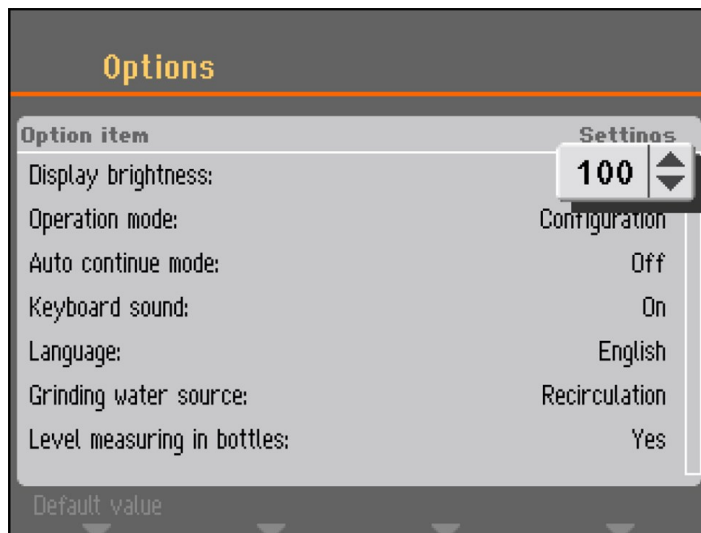 Options
Option item Settings
Display brightness: 100
Operation mode: Configuration
Auto continue mode: Off
Keyboard sound: On
Language: English
Grinding water source: Recirculation
Level measuring in bottles: Yes
Default value